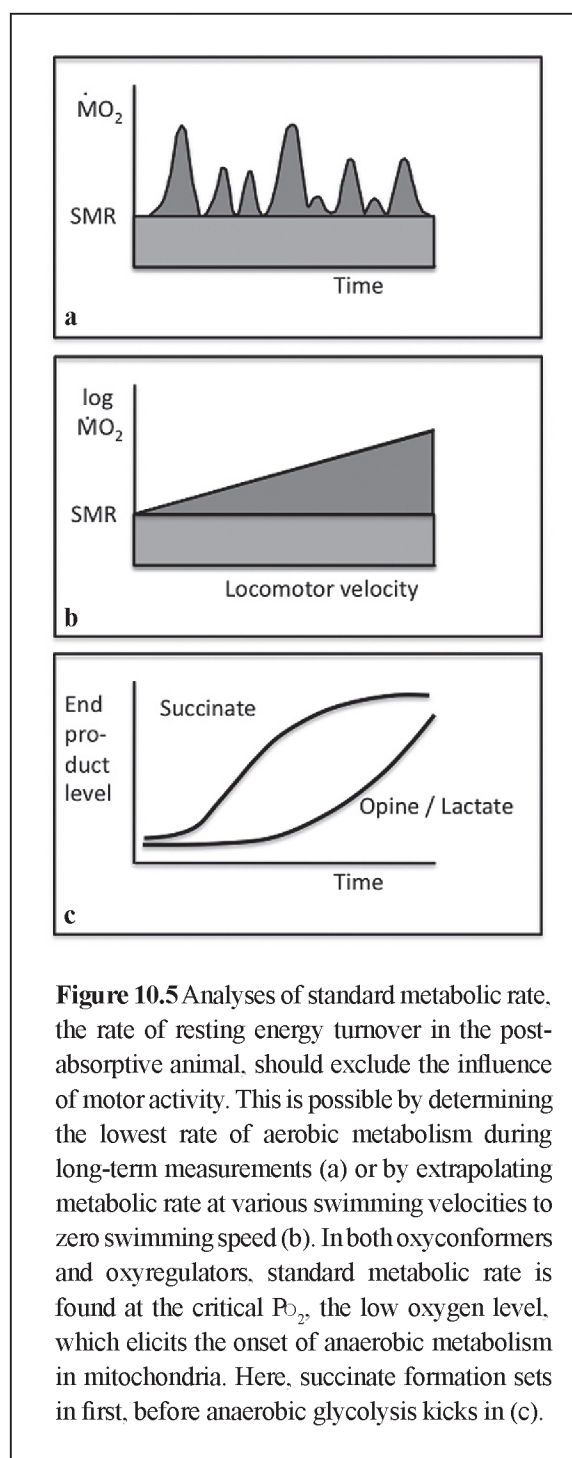 ṀO₂
SMR
Time
a
log
ṀO₂
SMR
Locomotor velocity
b
End
pro-
duct
level
Succinate
Opine / Lactate
Time
c
Figure 10.5 Analyses of standard metabolic rate,
the rate of resting energy turnover in the post-
absorptive animal, should exclude the influence
of motor activity. This is possible by determining
the lowest rate of aerobic metabolism during
long-term measurements (a) or by extrapolating
metabolic rate at various swimming velocities to
zero swimming speed (b). In both oxyconformers
and oxyregulators, standard metabolic rate is
found at the critical Po₂, the low oxygen level,
which elicits the onset of anaerobic metabolism
in mitochondria. Here, succinate formation sets
in first, before anaerobic glycolysis kicks in (c).